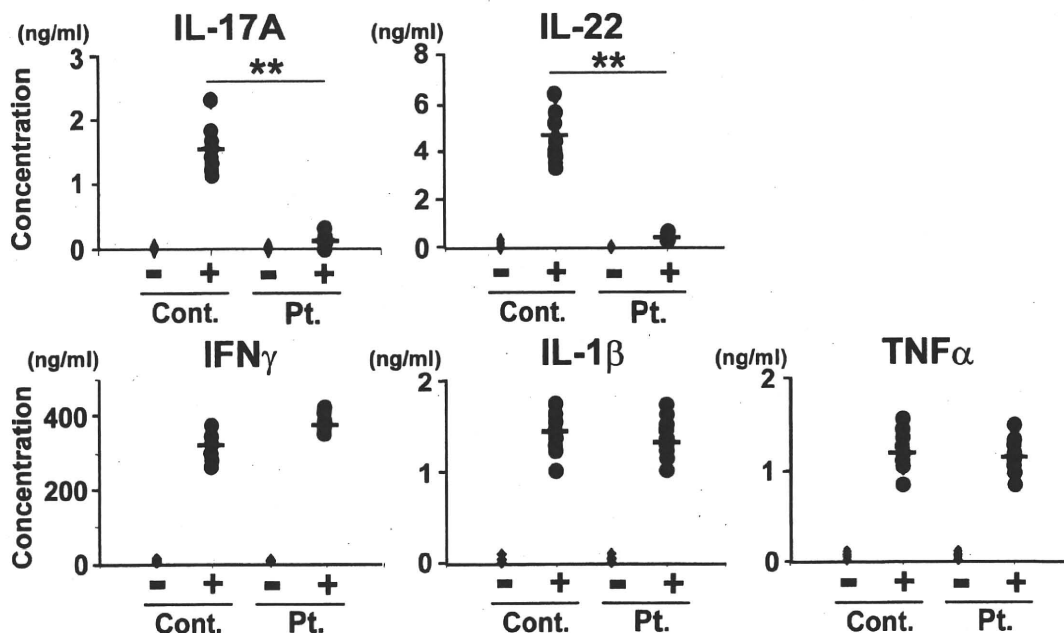 IL-17A
(ng/ml)
Concentration
3
2
1
0
**
- + - +
Cont. Pt.
IL-22
(ng/ml)
8
6
4
2
0
**
- + - +
Cont. Pt.
IFNγ
(ng/ml)
Concentration
400
200
0
- + - +
Cont. Pt.
IL-1β
(ng/ml)
2
1
0
- + - +
Cont. Pt.
TNFα
(ng/ml)
2
1
0
- + - +
Cont. Pt.